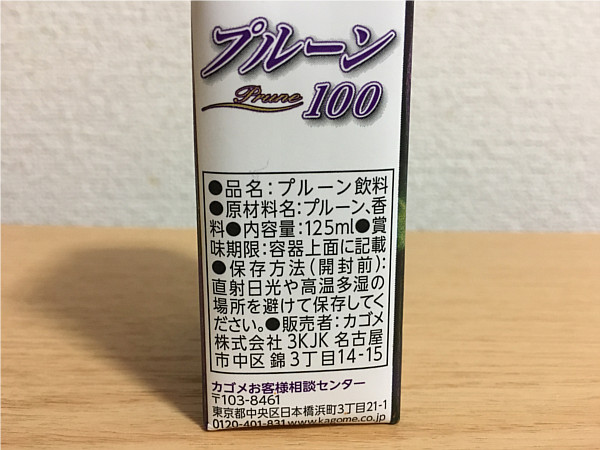 プルーン
Prune 100
●品名:プルーン飲料
●原材料名:プルーン、香
料●内容量:125ml●賞
味期限:容器上面に記載
●保存方法(開封前):
直射日光や高温多湿の
場所を避けて保存してく
ださい。●販売者:カゴメ
株式会社 3KJK 名古屋
市中区 錦 3丁目14-15
カゴメお客様相談センター
〒103-8461
東京都中央区日本橋浜町3丁目21-1
0120-401-831 www.kagome.co.jp